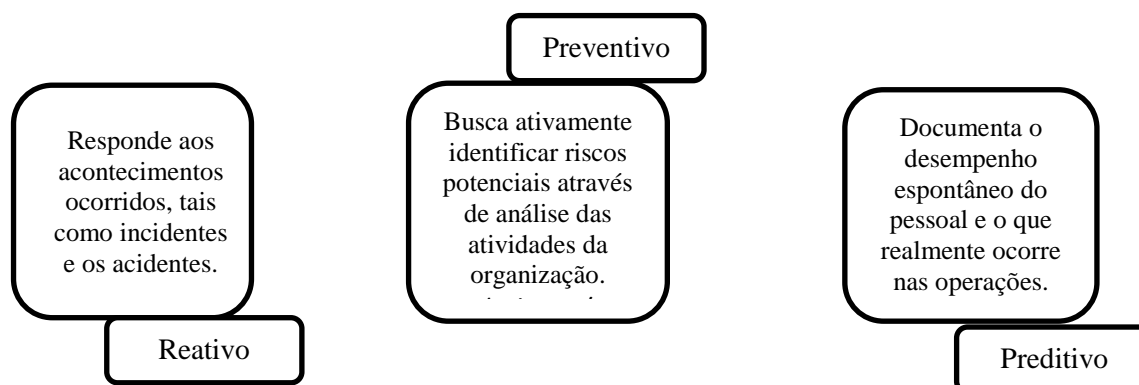 Responde aos
acontecimentos
ocorridos, tais
como incidentes
e os acidentes.
Reativo
Preventivo
Busca ativamente
identificar riscos
potenciais através
de análise das
atividades da
organização.
Documenta o
desempenho
espontâneo do
pessoal e o que
realmente ocorre
nas operações.
Preditivo